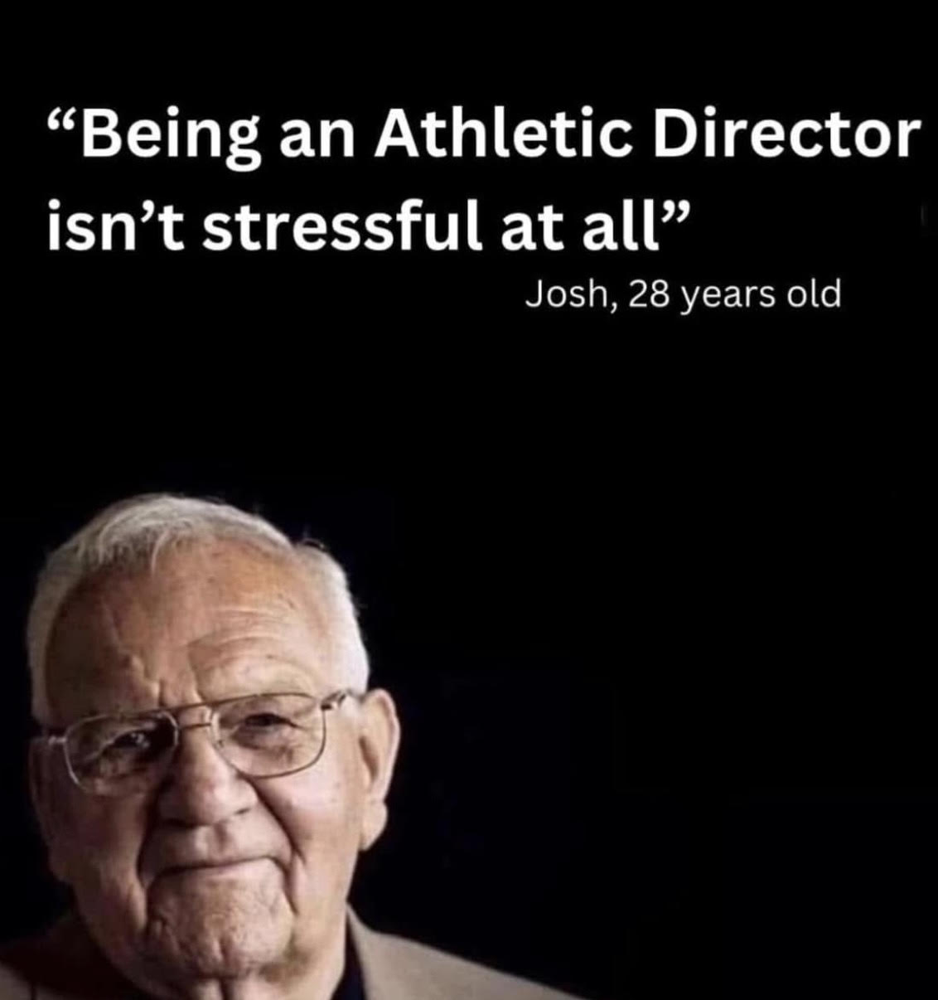 “Being an Athletic Director
isn’t stressful at all”
Josh, 28 years old